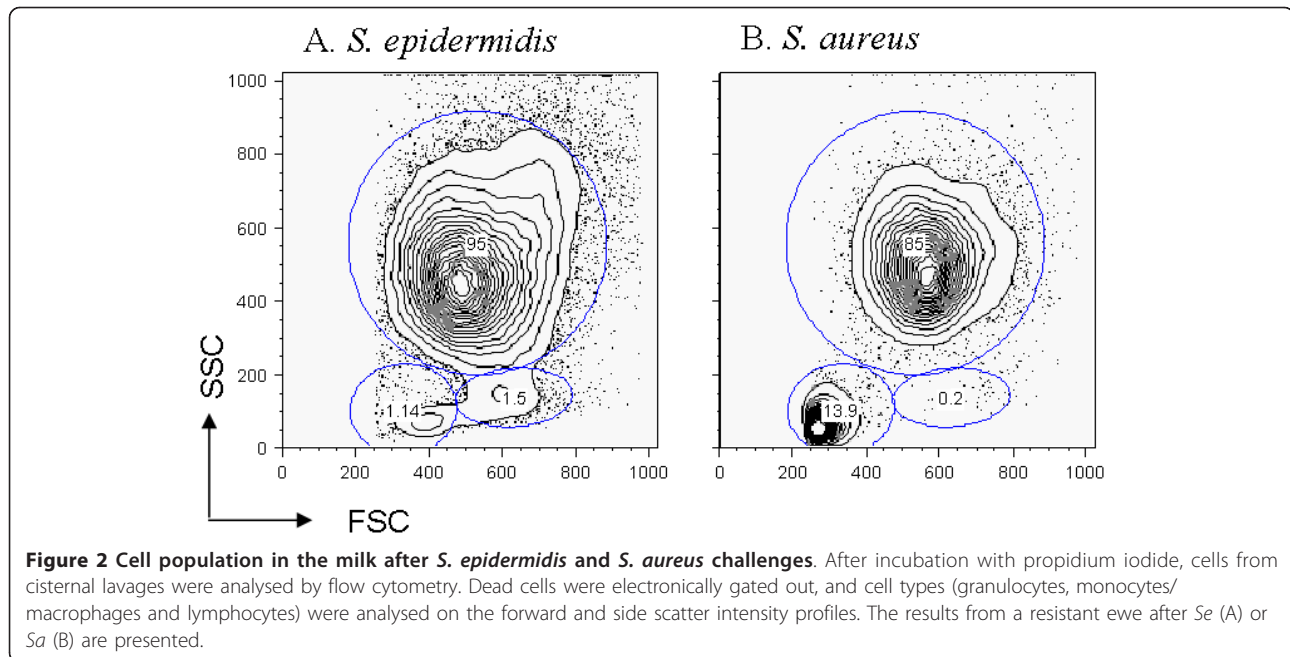 A. S. epidermidis
B. S. aureus
1000
800
600
400
200
0
95
1.14
1.5
85
13.9
0.2
0 200 400 600 800 1000
0 200 400 600 800 1000
SSC
FSC
Figure 2 Cell population in the milk after S. epidermidis and S. aureus challenges. After incubation with propidium iodide, cells from
cisternal lavages were analysed by flow cytometry. Dead cells were electronically gated out, and cell types (granulocytes, monocytes/
macrophages and lymphocytes) were analysed on the forward and side scatter intensity profiles. The results from a resistant ewe after Se (A) or
Sa (B) are presented.